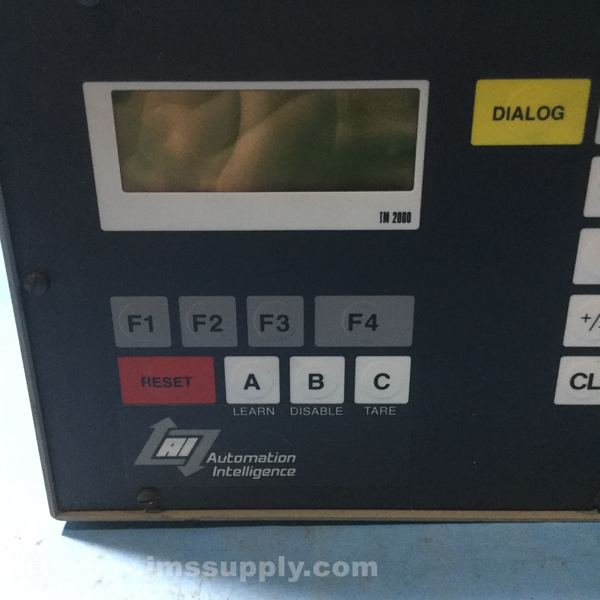 DIALOG
TM 2000
F1 F2 F3 F4
+/
RESET A B C
CL
LEARN DISABLE TARE
AI Automation
Intelligence
imssupply.com